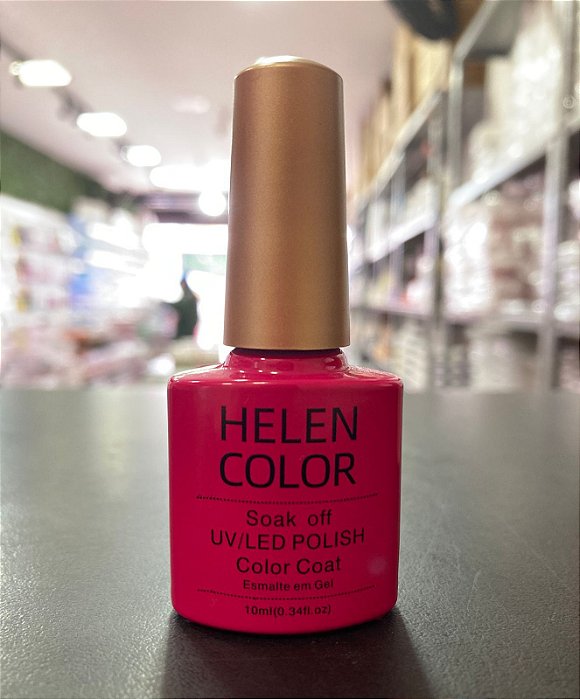 HELEN
COLOR
Soak off
UV/LED POLISH
Color Coat
Esmalte em Gel
10ml(0.34fl.oz)